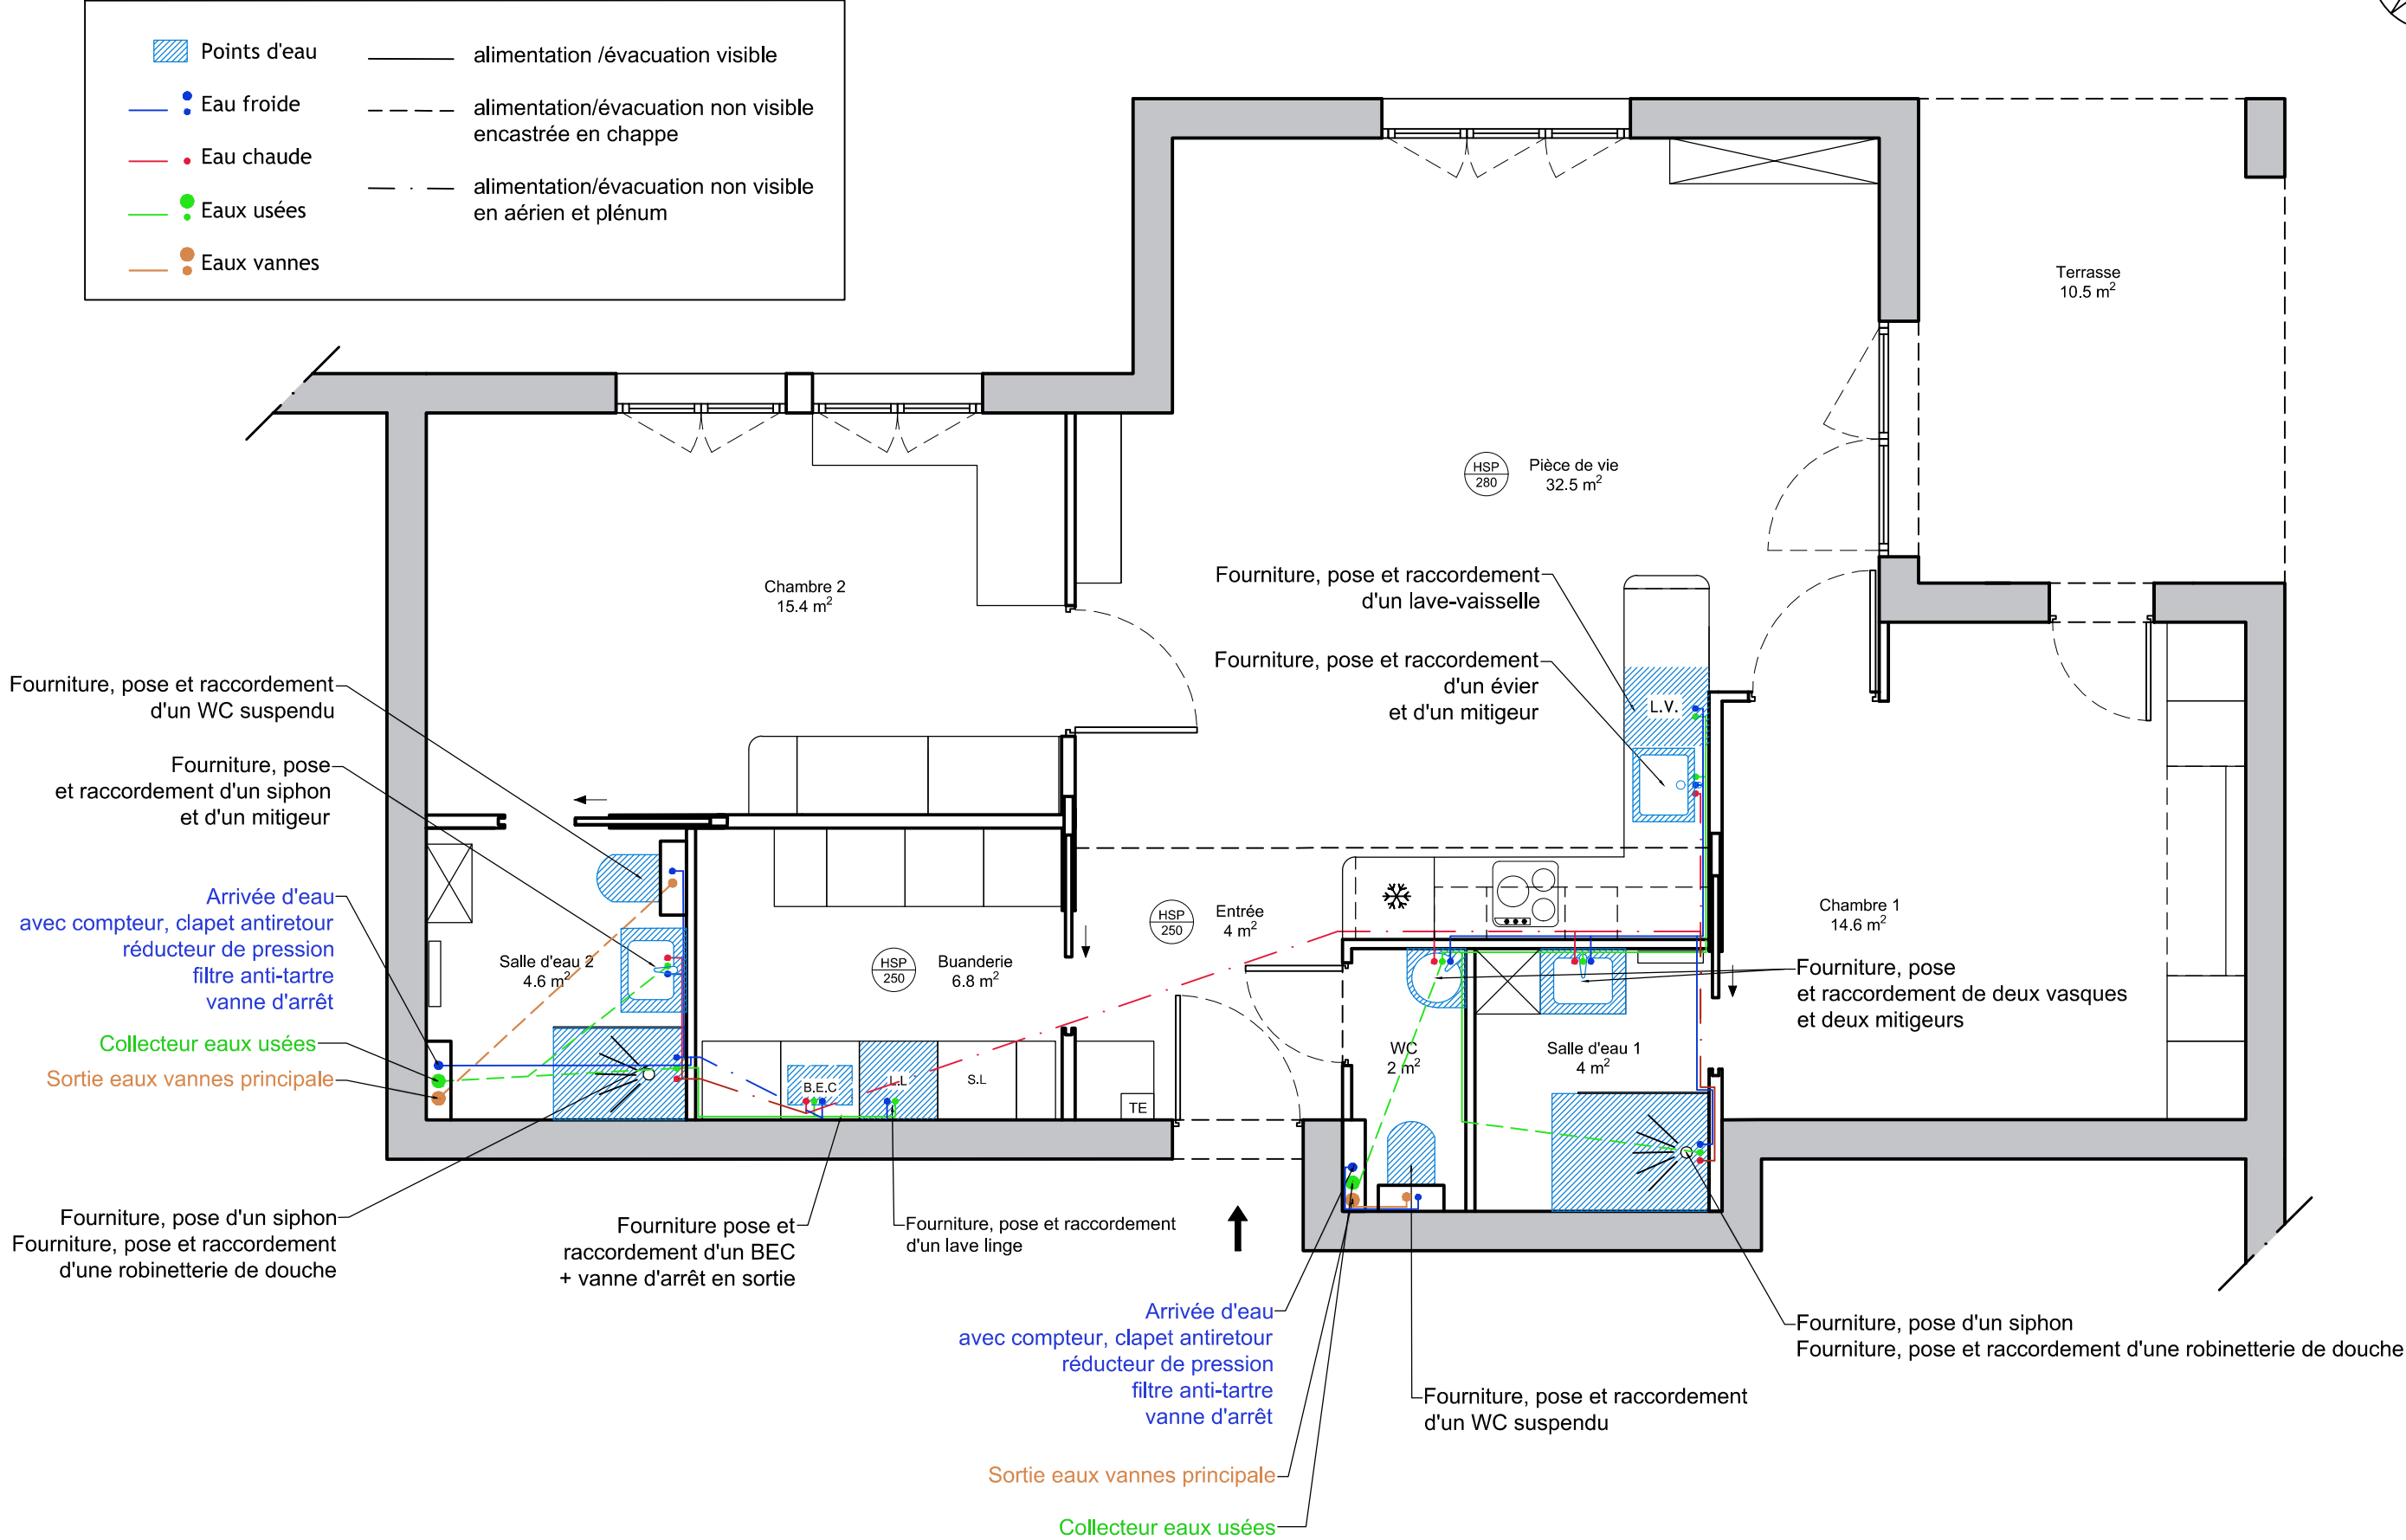 Points d'eau
Eau froide
Eau chaude
Eaux usées
Eaux vannes
alimentation /évacuation visible
alimentation/évacuation non visible
encastrée en chappe
alimentation/évacuation non visible
en aérien et plénum
Terrasse
10.5 m²
HSP
280
Pièce de vie
32.5 m²
Chambre 2
15.4 m²
Fourniture, pose et raccordement
d'un lave-vaisselle
Fourniture, pose et raccordement
d'un évier
et d'un mitigeur
L.V.
Fourniture, pose et raccordement
d'un WC suspendu
Fourniture, pose
et raccordement d'un siphon
et d'un mitigeur
Arrivée d'eau
avec compteur, clapet antiretour
réducteur de pression
filtre anti-tartre
vanne d'arrêt
Collecteur eaux usées
Sortie eaux vannes principale
Salle d'eau 2
4.6 m²
HSP
250
Buanderie
6.8 m²
HSP
250
Entrée
4 m²
Chambre 1
14.6 m²
Fourniture, pose
et raccordement de deux vasques
et deux mitigeurs
WC
2 m²
Salle d'eau 1
4 m²
B.E.C
L.L
S.L
TE
Fourniture, pose d'un siphon
Fourniture, pose et raccordement
d'une robinetterie de douche
Fourniture pose et
raccordement d'un BEC
+ vanne d'arrêt en sortie
Fourniture, pose et raccordement
d'un lave linge
Arrivée d'eau
avec compteur, clapet antiretour
réducteur de pression
filtre anti-tartre
vanne d'arrêt
Sortie eaux vannes principale
Collecteur eaux usées
Fourniture, pose et raccordement
d'un WC suspendu
Fourniture, pose d'un siphon
Fourniture, pose et raccordement d'une robinetterie de douche